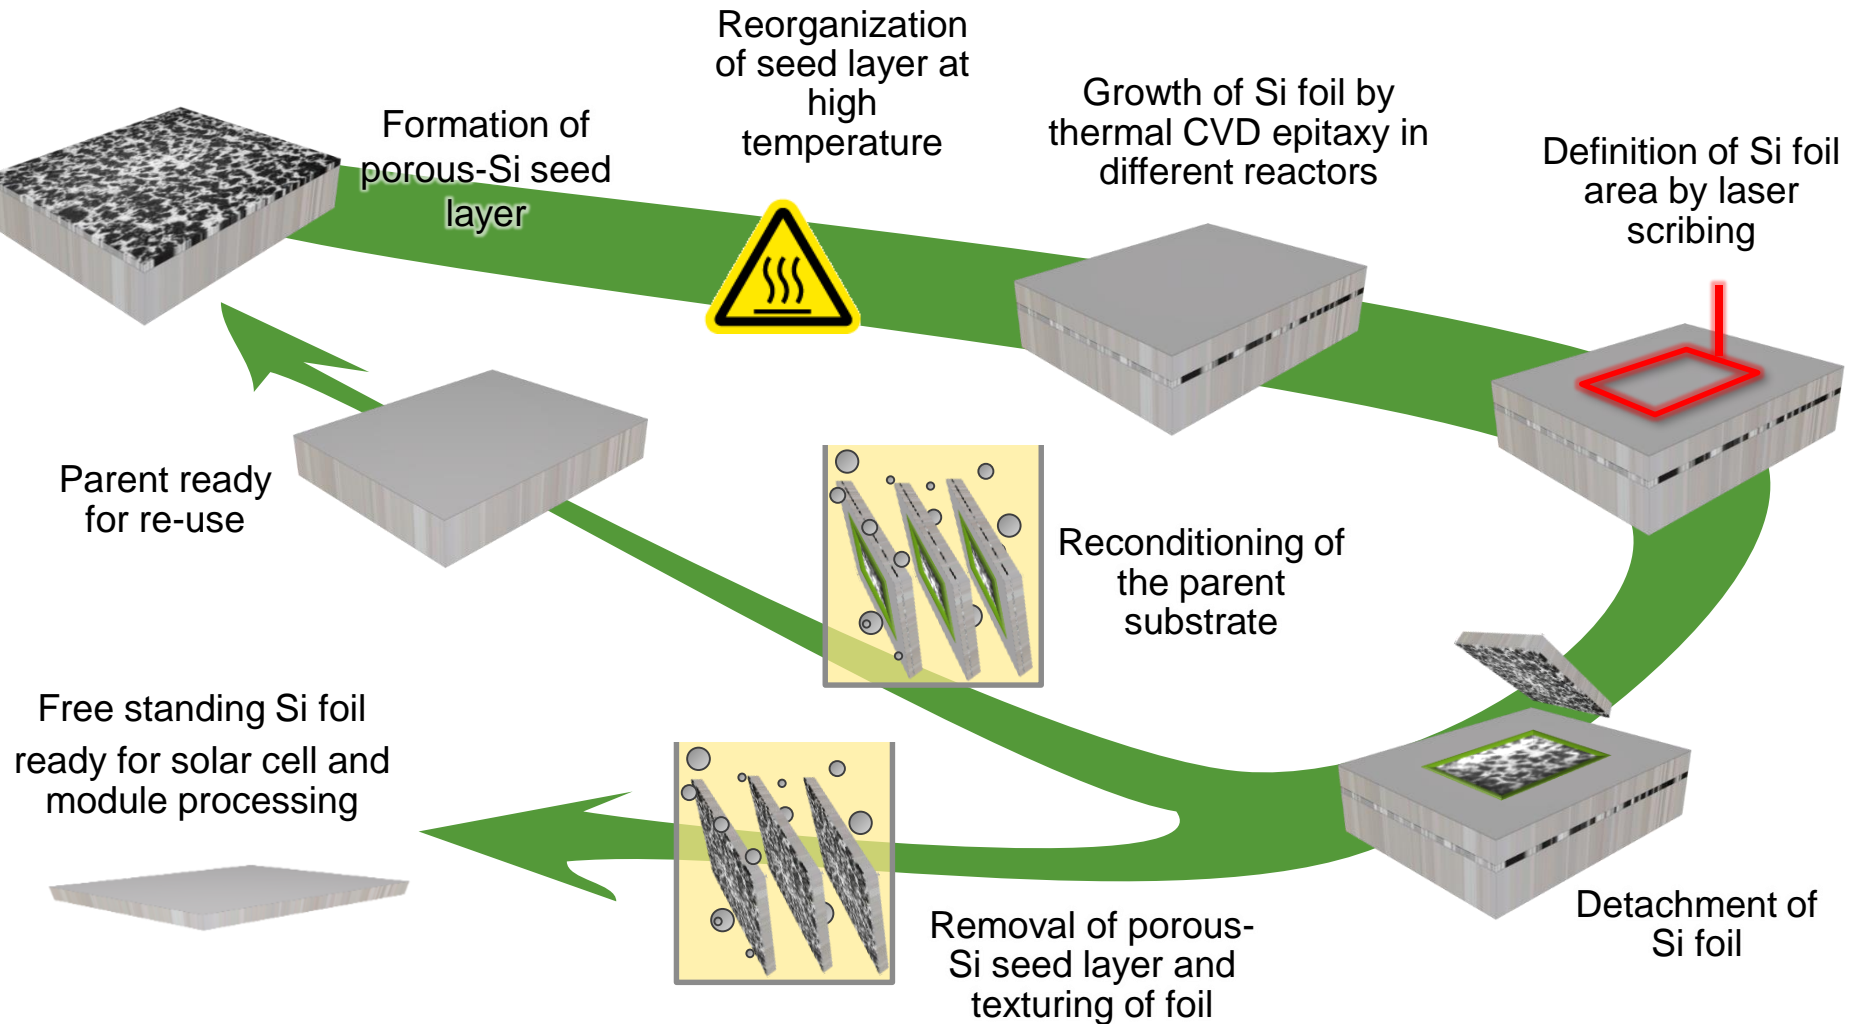 Reorganization
of seed layer at
high
temperature
Formation of
porous-Si seed
layer
Growth of Si foil by
thermal CVD epitaxy in
different reactors
Definition of Si foil
area by laser
scribing
Parent ready
for re-use
Reconditioning of
the parent
substrate
Free standing Si foil
ready for solar cell and
module processing
Detachment of
Si foil
Removal of porous-
Si seed layer and
texturing of foil